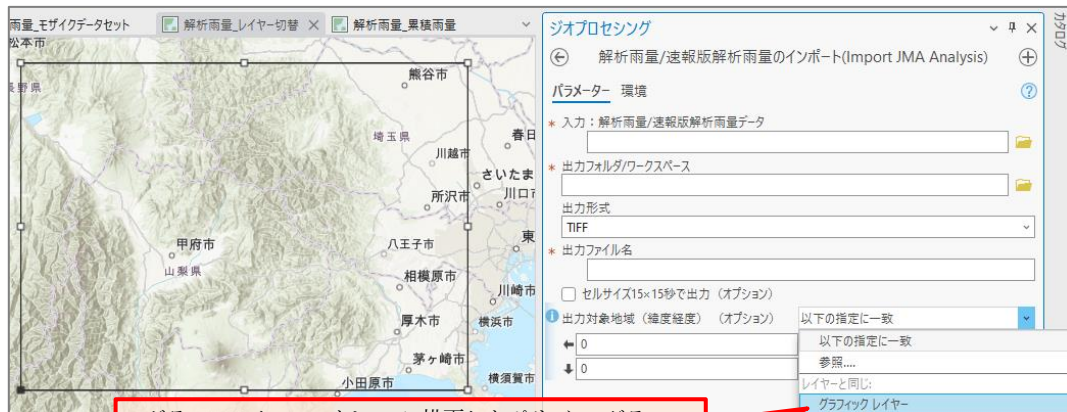 雨量_モザイクデータセット
解析雨量_レイヤー切替
解析雨量_累積雨量
松本市
熊谷市
埼玉県
春日
川越市
さいたま
所沢市
川口市
甲府市
山梨県
八王子市
東
相模原市
川崎市
厚木市
横浜市
茅ヶ崎市
小田原市
横須賀市
ジオプロセシング
解析雨量/速報版解析雨量のインポート(Import JMA Analysis)
パラメーター 環境
* 入力：解析雨量/速報版解析雨量データ
* 出力フォルダ/ワークスペース
出力形式
TIFF
* 出力ファイル名
セルサイズ15×15秒で出力（オプション）
出力対象地域（緯度経度）（オプション）
以下の指定に一致
0
0
以下の指定に一致
参照....
レイヤーと同じ:
グラフィック レイヤー
カタログ